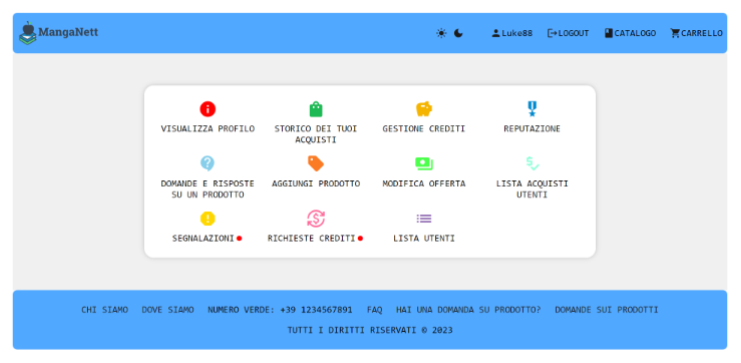 MangaNett
Luke88 LOGOUT CATALOGO CARRELLO
VISUALIZZA PROFILO
STORICO DEI TUOI
ACQUISTI
GESTIONE CREDITI
REPUTAZIONE
DOMANDE E RISPOSTE
SU UN PRODOTTO
AGGIUNGI PRODOTTO
MODIFICA OFFERTA
LISTA ACQUISTI
UTENTI
SEGNALAZIONI
RICHIESTE CREDITI
LISTA UTENTI
CHI SIAMO DOVE SIAMO NUMERO VERDE: +39 1234567891 FAQ HAI UNA DOMANDA SU PRODOTTO? DOMANDE SUI PRODOTTI
TUTTI I DIRITTI RISERVATI © 2023